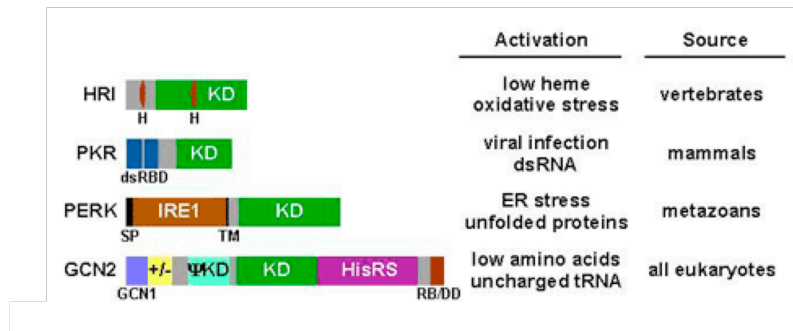 Activation Source
HRI KD low heme oxidative stress vertebrates
H H
PKR KD viral infection dsRNA mammals
dsRBD
PERK IRE1 KD ER stress unfolded proteins metazoans
SP TM
GCN2 +/- ΨKD KD HisRS low amino acids uncharged tRNA all eukaryotes
GCN1 RB/DD